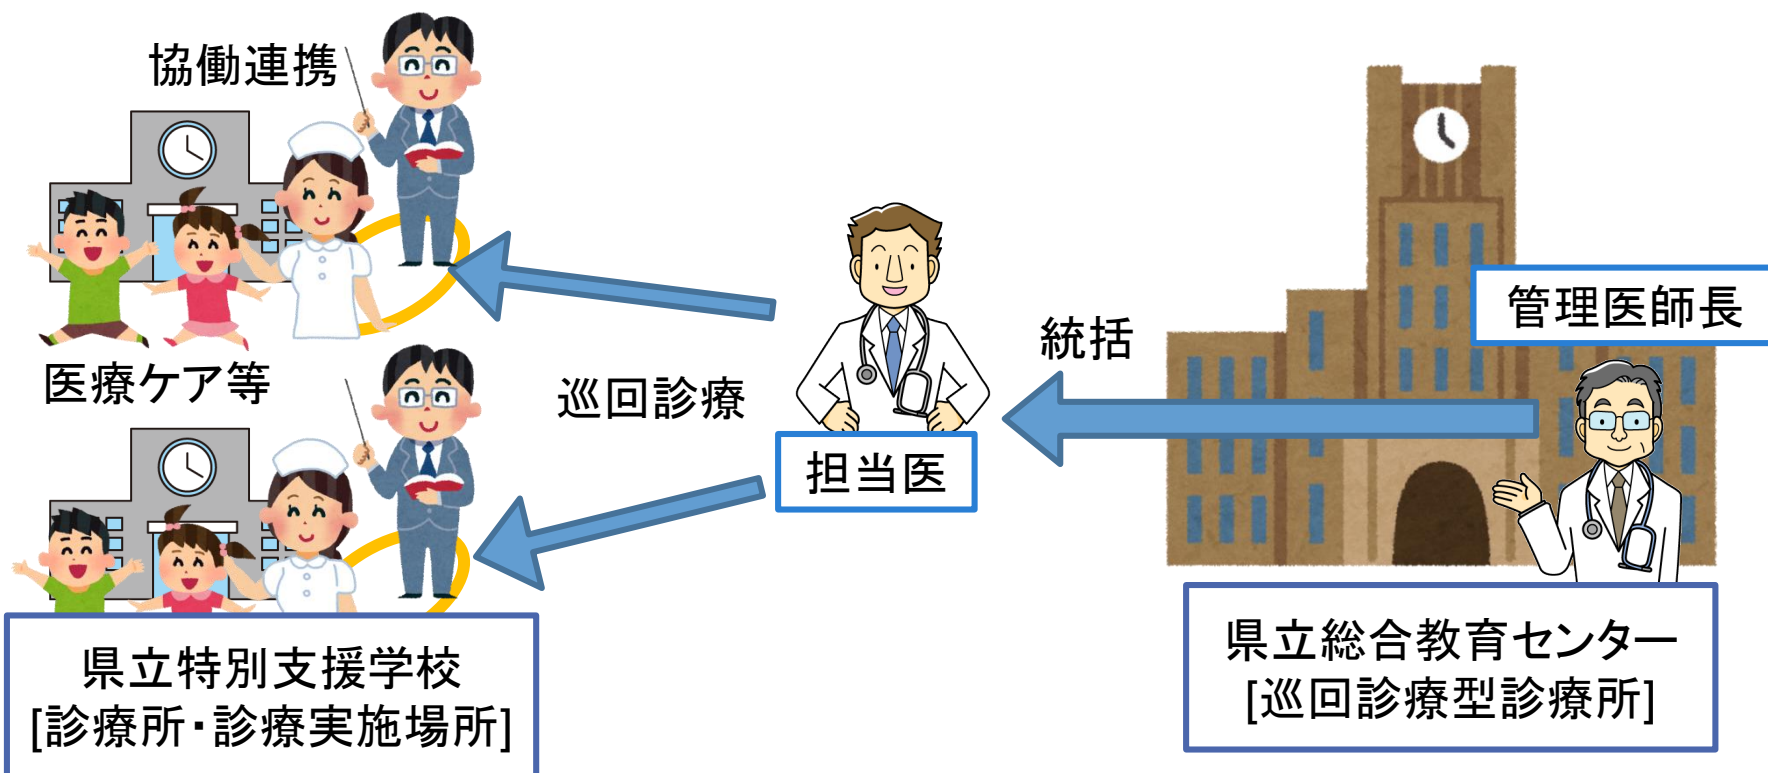 協働連携
医療ケア等
巡回診療
担当医
統括
管理医師長
県立特別支援学校
[診療所・診療実施場所]
県立総合教育センター
[巡回診療型診療所]